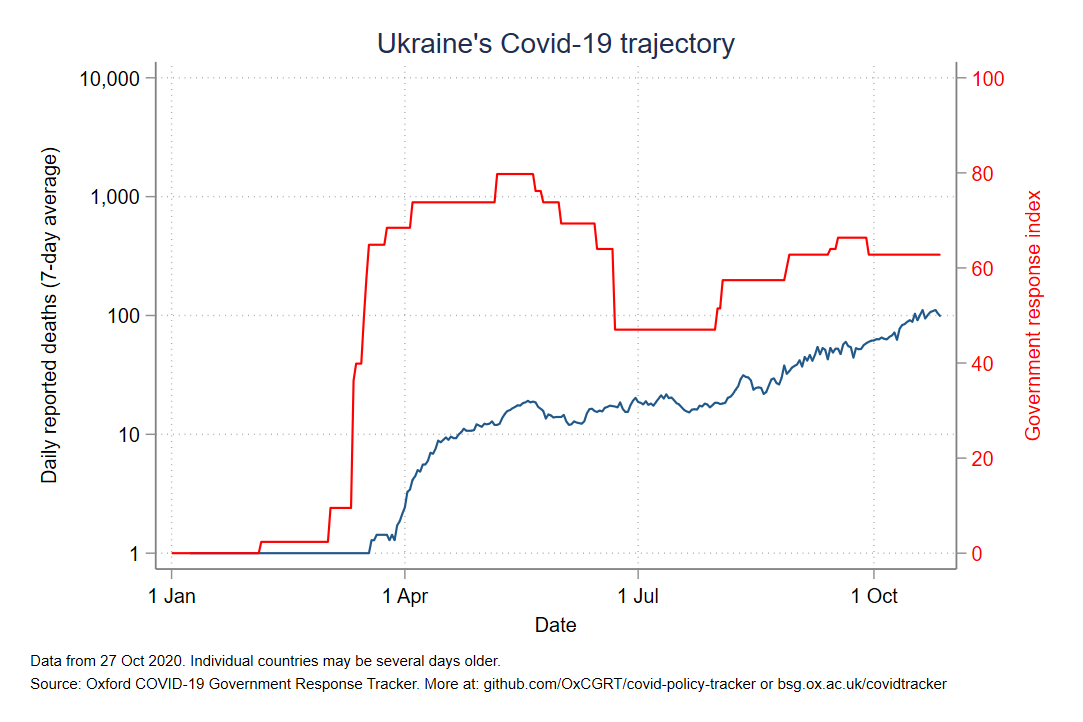 Ukraine's Covid-19 trajectory
10,000
1,000
100
10
1
Daily reported deaths (7-day average)
100
80
60
40
20
0
Government response index
1 Jan
1 Apr
1 Jul
1 Oct
Date
Data from 27 Oct 2020. Individual countries may be several days older.
Source: Oxford COVID-19 Government Response Tracker. More at: github.com/OxCGRT/covid-policy-tracker or bsg.ox.ac.uk/covidtracker